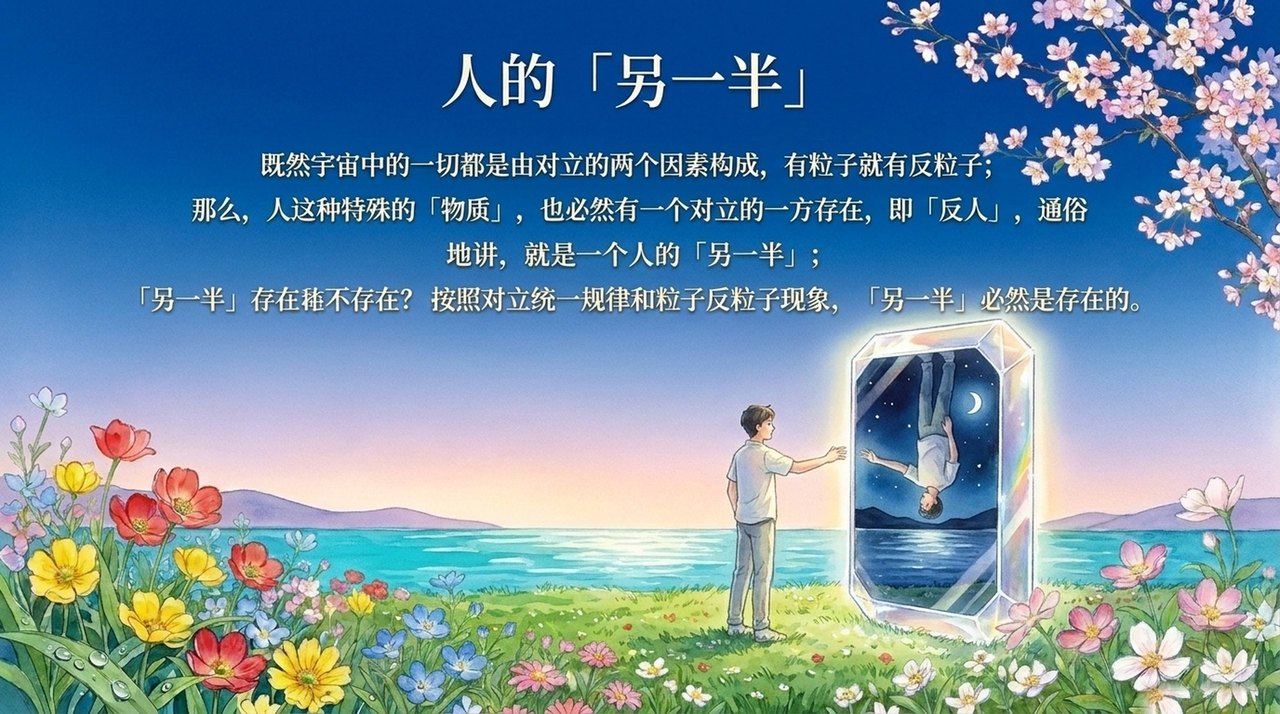 人的「另一半」
既然宇宙中的一切都是由对立的两个因素构成，有粒子就有反粒子；
那么，人这种特殊的「物质」，也必然有一个对立的一方存在，即「反人」，通俗
地讲，就是一个人的「另一半」；
「另一半」存在不存在？ 按照对立统一规律和粒子反粒子现象，「另一半」必然是存在的。